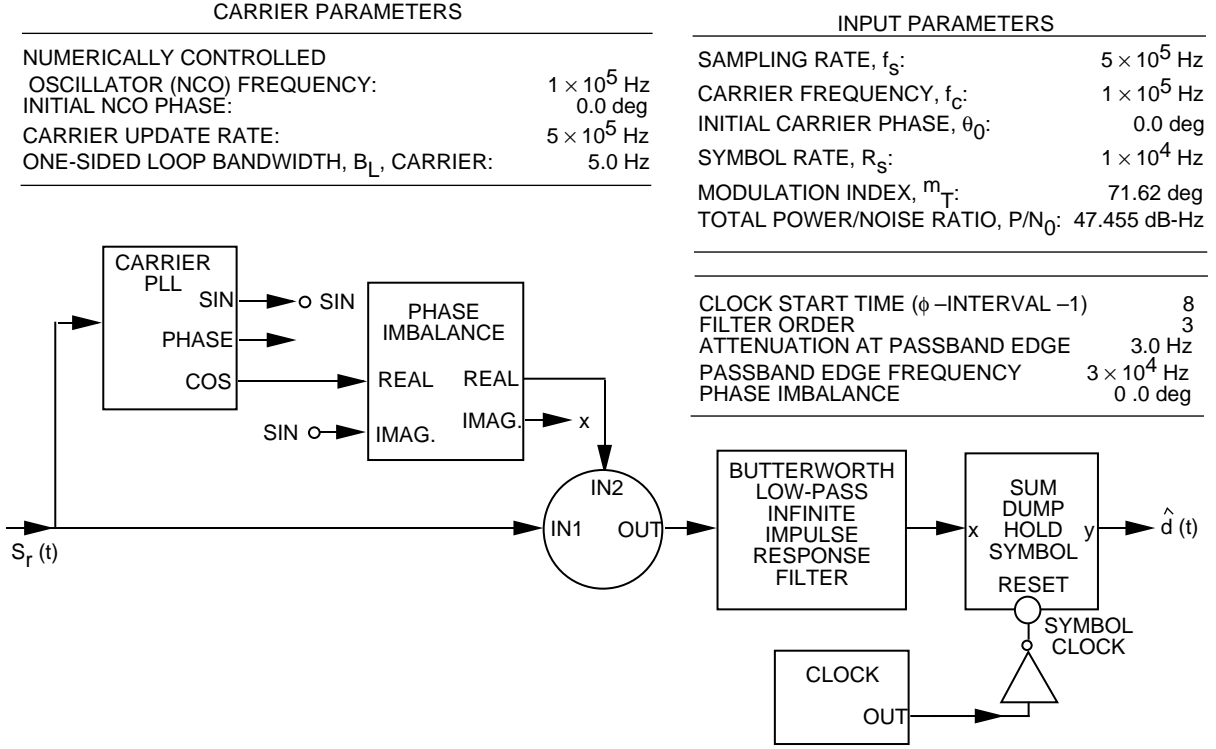 CARRIER PARAMETERS
NUMERICALLY CONTROLLED
OSCILLATOR (NCO) FREQUENCY: 1 × 10^5 Hz
INITIAL NCO PHASE: 0.0 deg
CARRIER UPDATE RATE: 5 × 10^5 Hz
ONE-SIDED LOOP BANDWIDTH, B_L, CARRIER: 5.0 Hz
INPUT PARAMETERS
SAMPLING RATE, f_s: 5 × 10^5 Hz
CARRIER FREQUENCY, f_c: 1 × 10^5 Hz
INITIAL CARRIER PHASE, θ_0: 0.0 deg
SYMBOL RATE, R_s: 1 × 10^4 Hz
MODULATION INDEX, m_T: 71.62 deg
TOTAL POWER/NOISE RATIO, P/N_0: 47.455 dB-Hz
CLOCK START TIME (ϕ –INTERVAL –1) 8
FILTER ORDER 3
ATTENUATION AT PASSBAND EDGE 3.0 Hz
PASSBAND EDGE FREQUENCY 3 × 10^4 Hz
PHASE IMBALANCE 0 .0 deg
CARRIER
PLL
SIN
PHASE
COS
SIN
PHASE
IMBALANCE
REAL
REAL
IMAG.
IMAG.
x
SIN
IN2
IN1
OUT
S_r (t)
BUTTERWORTH
LOW-PASS
INFINITE
IMPULSE
RESPONSE
FILTER
SUM
DUMP
HOLD
SYMBOL
x
y
RESET
d̂ (t)
SYMBOL
CLOCK
CLOCK
OUT